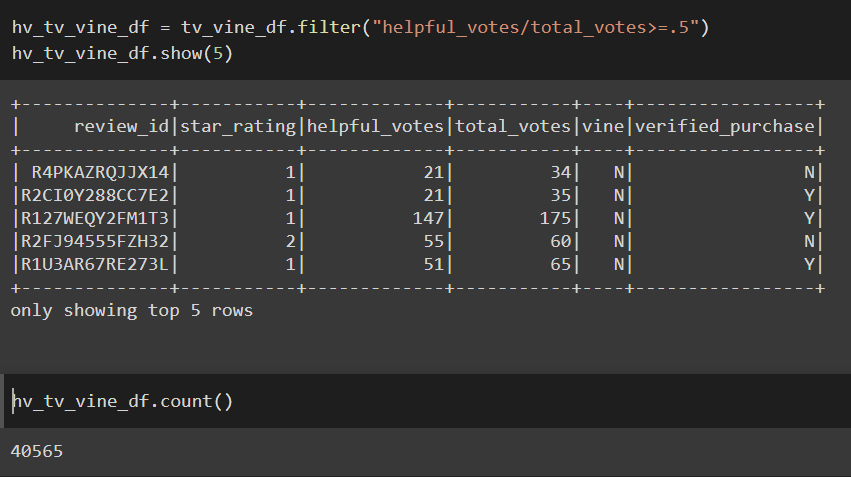 hv_tv_vine_df = tv_vine_df.filter("helpful_votes/total_votes>=.5")
hv_tv_vine_df.show(5)
+--------------+-----------+-------------+-----------+----+-----------------+
|     review_id|star_rating|helpful_votes|total_votes|vine|verified_purchase|
+--------------+-----------+-------------+-----------+----+-----------------+
| R4PKAZRQJJX14|          1|           21|         34|   N|                N|
|R2CI0Y288CC7E2|          1|           21|         35|   N|                Y|
|R127WEQY2FM1T3|          1|          147|        175|   N|                Y|
|R2FJ94555FZH32|          2|           55|         60|   N|                N|
|R1U3AR67RE273L|          1|           51|         65|   N|                Y|
+--------------+-----------+-------------+-----------+----+-----------------+
only showing top 5 rows
hv_tv_vine_df.count()
40565